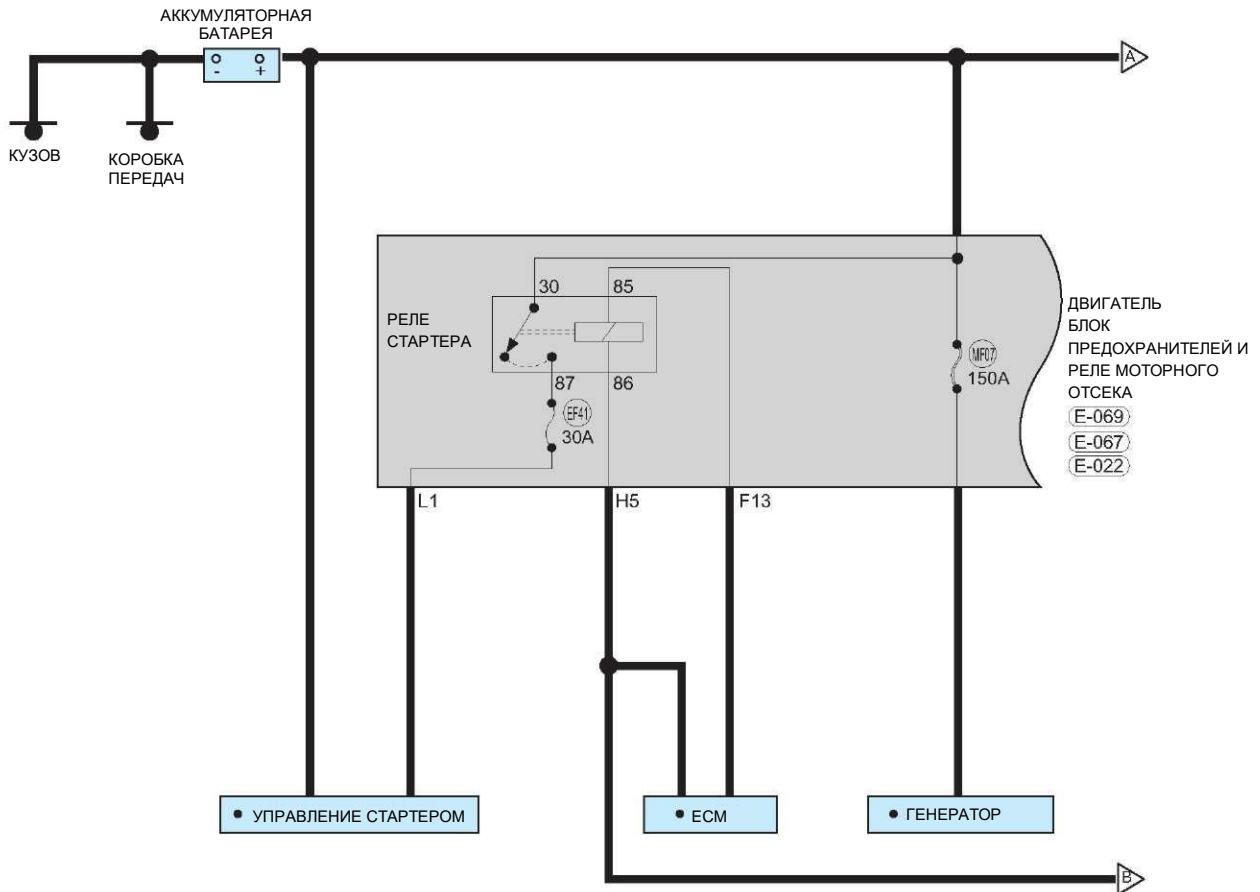 АККУМУЛЯТОРНАЯ
БАТАРЕЯ
- +
A
КУЗОВ
КОРОБКА
ПЕРЕДАЧ
30 85
РЕЛЕ
СТАРТЕРА
87 86
EF41
30A
MF07
150A
ДВИГАТЕЛЬ
БЛОК
ПРЕДОХРАНИТЕЛЕЙ И
РЕЛЕ МОТОРНОГО
ОТСЕКА
E-069
E-067
E-022
L1 H5 F13
• УПРАВЛЕНИЕ СТАРТЕРОМ
• ECM
• ГЕНЕРАТОР
B